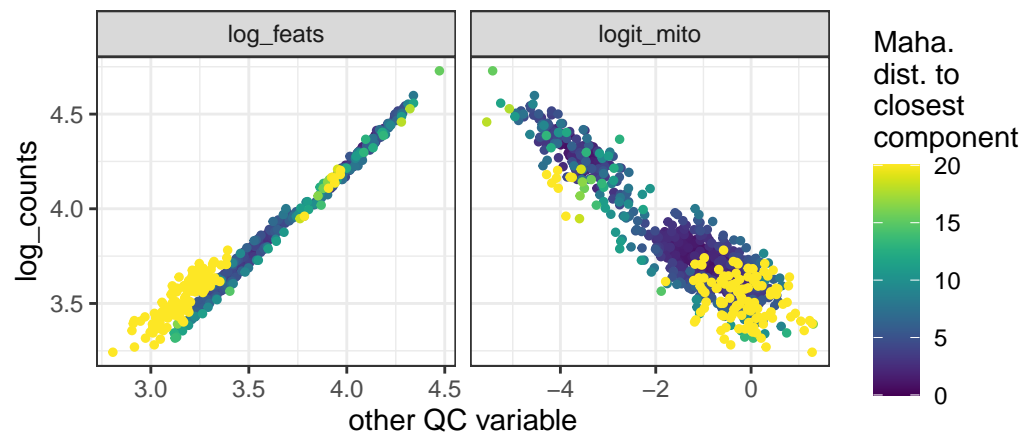 log_feats
logit_mito
log_counts
4.5
4.0
3.5
3.0
3.5
4.0
4.5
−4
−2
0
other QC variable
Maha.
dist. to
closest
component
20
15
10
5
0